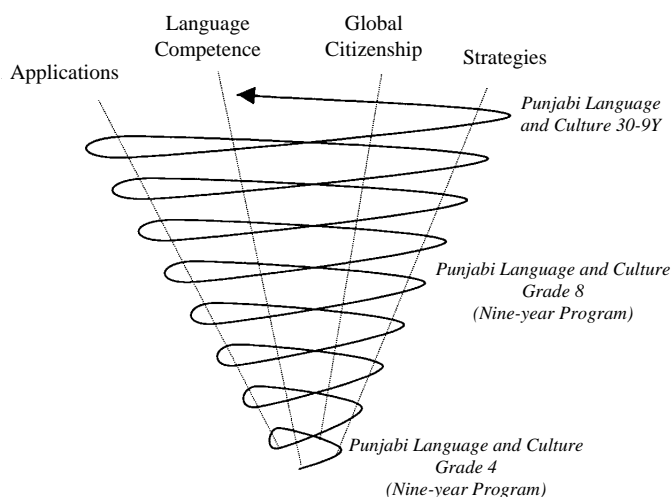 Language
Competence
Global
Citizenship
Applications
Strategies
Punjabi Language
and Culture 30-9Y
Punjabi Language and Culture
Grade 8
(Nine-year Program)
Punjabi Language and Culture
Grade 4
(Nine-year Program)